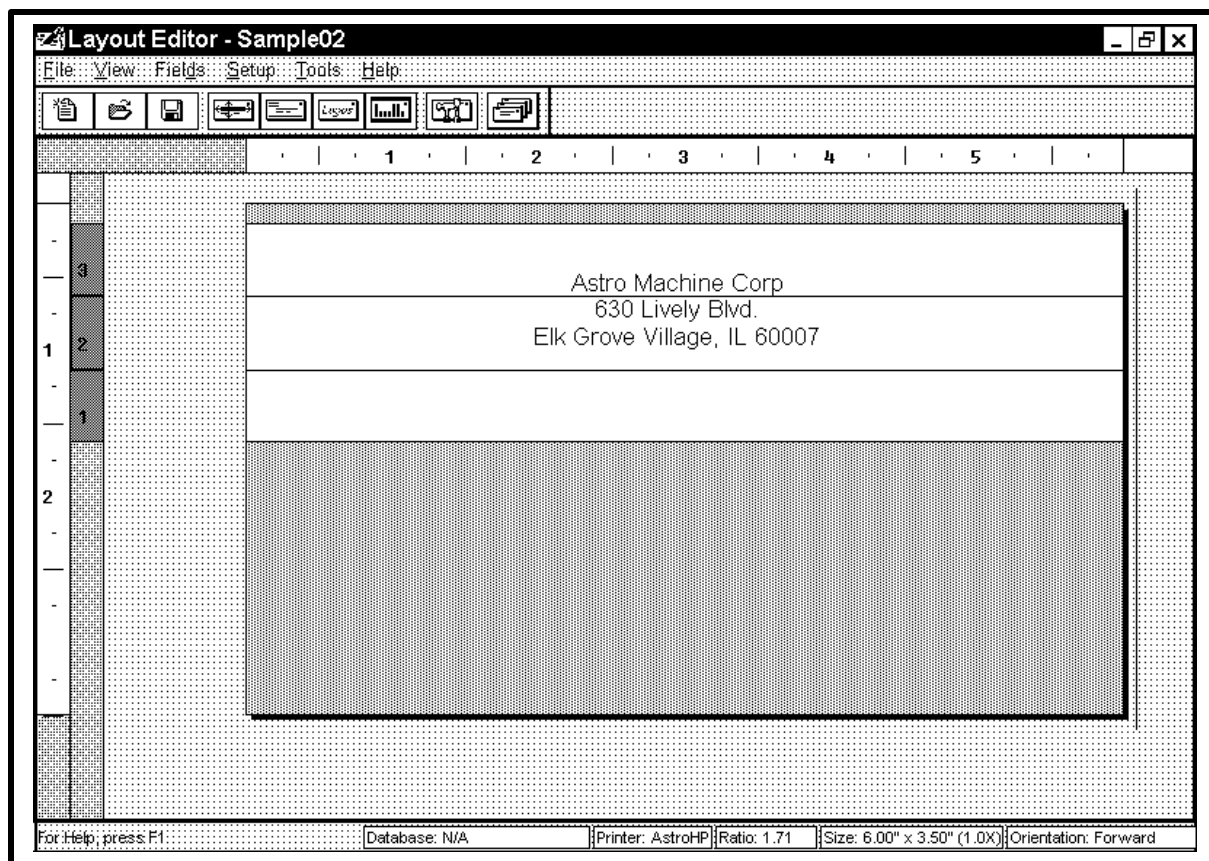 Layout Editor - Sample02
File View Fields Setup Tools Help
Logos
1 2 3 4 5
3
Astro Machine Corp
630 Lively Blvd.
Elk Grove Village, IL 60007
1 2
1
2
For Help, press F1 Database: N/A Printer: AstroHP Ratio: 1.71 Size: 6.00" x 3.50" (1.0X) Orientation: Forward